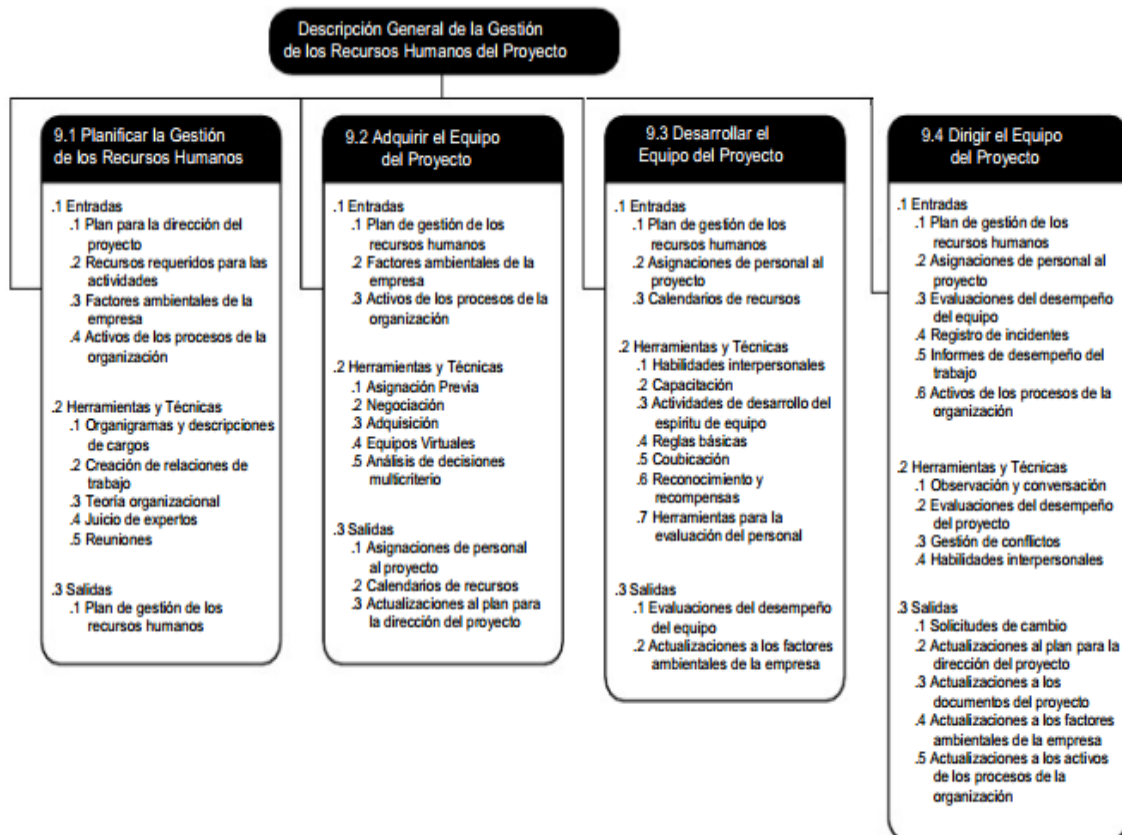 Descripción General de la Gestión
de los Recursos Humanos del Proyecto
9.1 Planificar la Gestión
de los Recursos Humanos
.1 Entradas
.1 Plan para la dirección del
proyecto
.2 Recursos requeridos para las
actividades
.3 Factores ambientales de la
empresa
.4 Activos de los procesos de la
organización
.2 Herramientas y Técnicas
.1 Organigramas y descripciones
de cargos
.2 Creación de relaciones de
trabajo
.3 Teoría organizacional
.4 Juicio de expertos
.5 Reuniones
.3 Salidas
.1 Plan de gestión de los
recursos humanos
9.2 Adquirir el Equipo
del Proyecto
.1 Entradas
.1 Plan de gestión de los
recursos humanos
.2 Factores ambientales de la
empresa
.3 Activos de los procesos de la
organización
.2 Herramientas y Técnicas
.1 Asignación Previa
.2 Negociación
.3 Adquisición
.4 Equipos Virtuales
.5 Análisis de decisiones
multicriterio
.3 Salidas
.1 Asignaciones de personal
al proyecto
.2 Calendarios de recursos
.3 Actualizaciones al plan para
la dirección del proyecto
9.3 Desarrollar el
Equipo del Proyecto
.1 Entradas
.1 Plan de gestión de los
recursos humanos
.2 Asignaciones de personal al
proyecto
.3 Calendarios de recursos
.2 Herramientas y Técnicas
.1 Habilidades interpersonales
.2 Capacitación
.3 Actividades de desarrollo del
espíritu de equipo
.4 Reglas básicas
.5 Coubicación
.6 Reconocimiento y
recompensas
.7 Herramientas para la
evaluación del personal
.3 Salidas
.1 Evaluaciones del desempeño
del equipo
.2 Actualizaciones a los factores
ambientales de la empresa
9.4 Dirigir el Equipo
del Proyecto
.1 Entradas
.1 Plan de gestión de los
recursos humanos
.2 Asignaciones de personal al
proyecto
.3 Evaluaciones del desempeño
del equipo
.4 Registro de incidentes
.5 Informes de desempeño del
trabajo
.6 Activos de los procesos de la
organización
.2 Herramientas y Técnicas
.1 Observación y conversación
.2 Evaluaciones del desempeño
del proyecto
.3 Gestión de conflictos
.4 Habilidades interpersonales
.3 Salidas
.1 Solicitudes de cambio
.2 Actualizaciones al plan para la
dirección del proyecto
.3 Actualizaciones a los
documentos del proyecto
.4 Actualizaciones a los factores
ambientales de la empresa
.5 Actualizaciones a los activos
de los procesos de la
organización